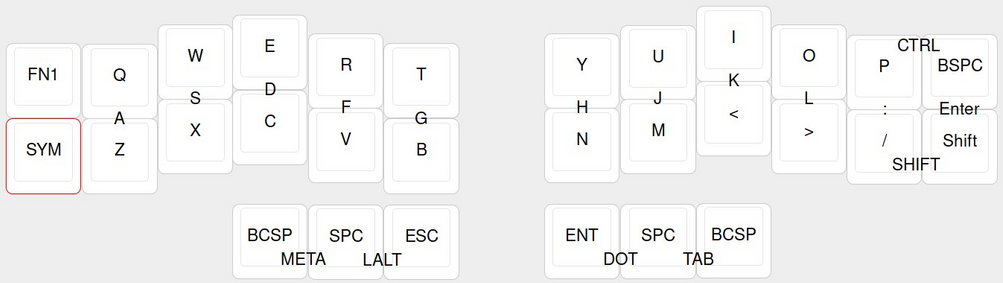 FN1 Q W E R T Y U I O P CTRL BSPC
A S D F G H J K L : Enter
SYM Z X C V B N M < > / Shift
SHIFT
BCSP SPC ESC ENT SPC BCSP
META LALT DOT TAB